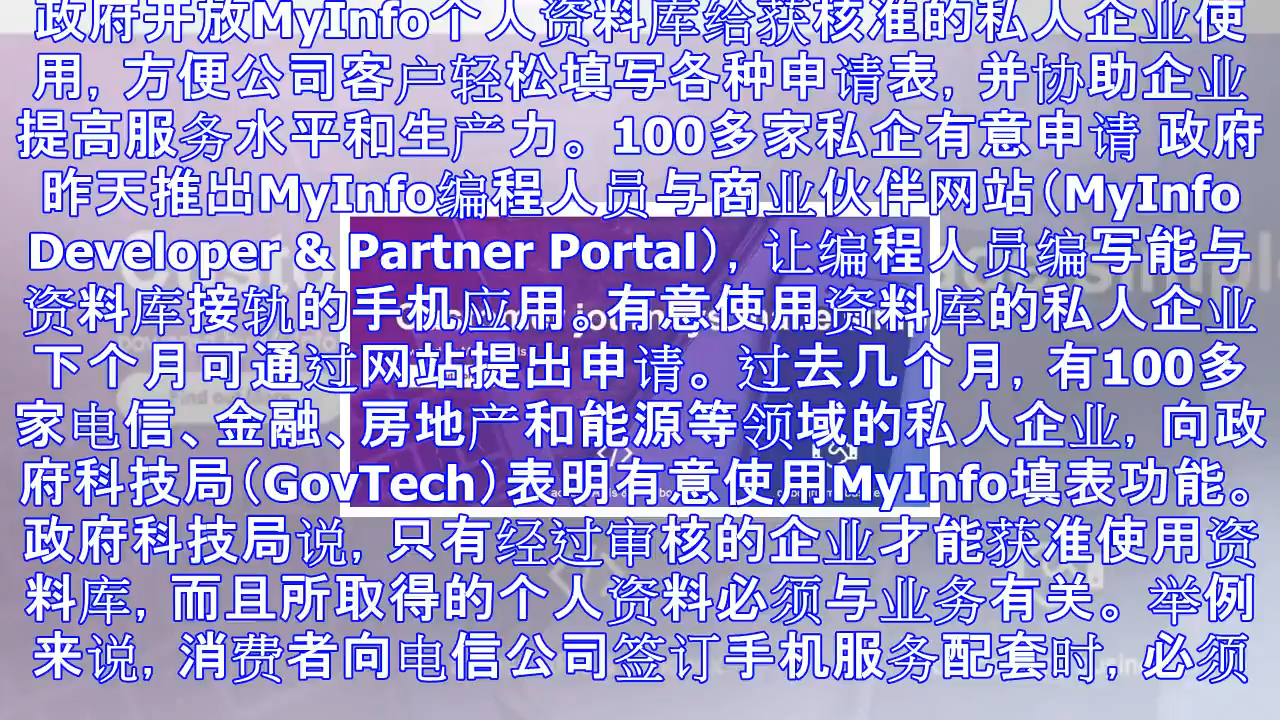 政府开放MyInfo个人资料库给获核准的私人企业使
用，方便公司客户轻松填写各种申请表，并协助企业
提高服务水平和生产力。100多家私企有意申请 政府
昨天推出MyInfo编程人员与商业伙伴网站（MyInfo
Developer & Partner Portal），让编程人员编写能与
资料库接轨的手机应用。有意使用资料库的私人企业
下个月可通过网站提出申请。过去几个月，有100多
家电信、金融、房地产和能源等领域的私人企业，向政
府科技局（GovTech）表明有意使用MyInfo填表功能。
政府科技局说，只有经过审核的企业才能获准使用资
料库，而且所取得的个人资料必须与业务有关。举例
来说，消费者向电信公司签订手机服务配套时，必须
Find out More